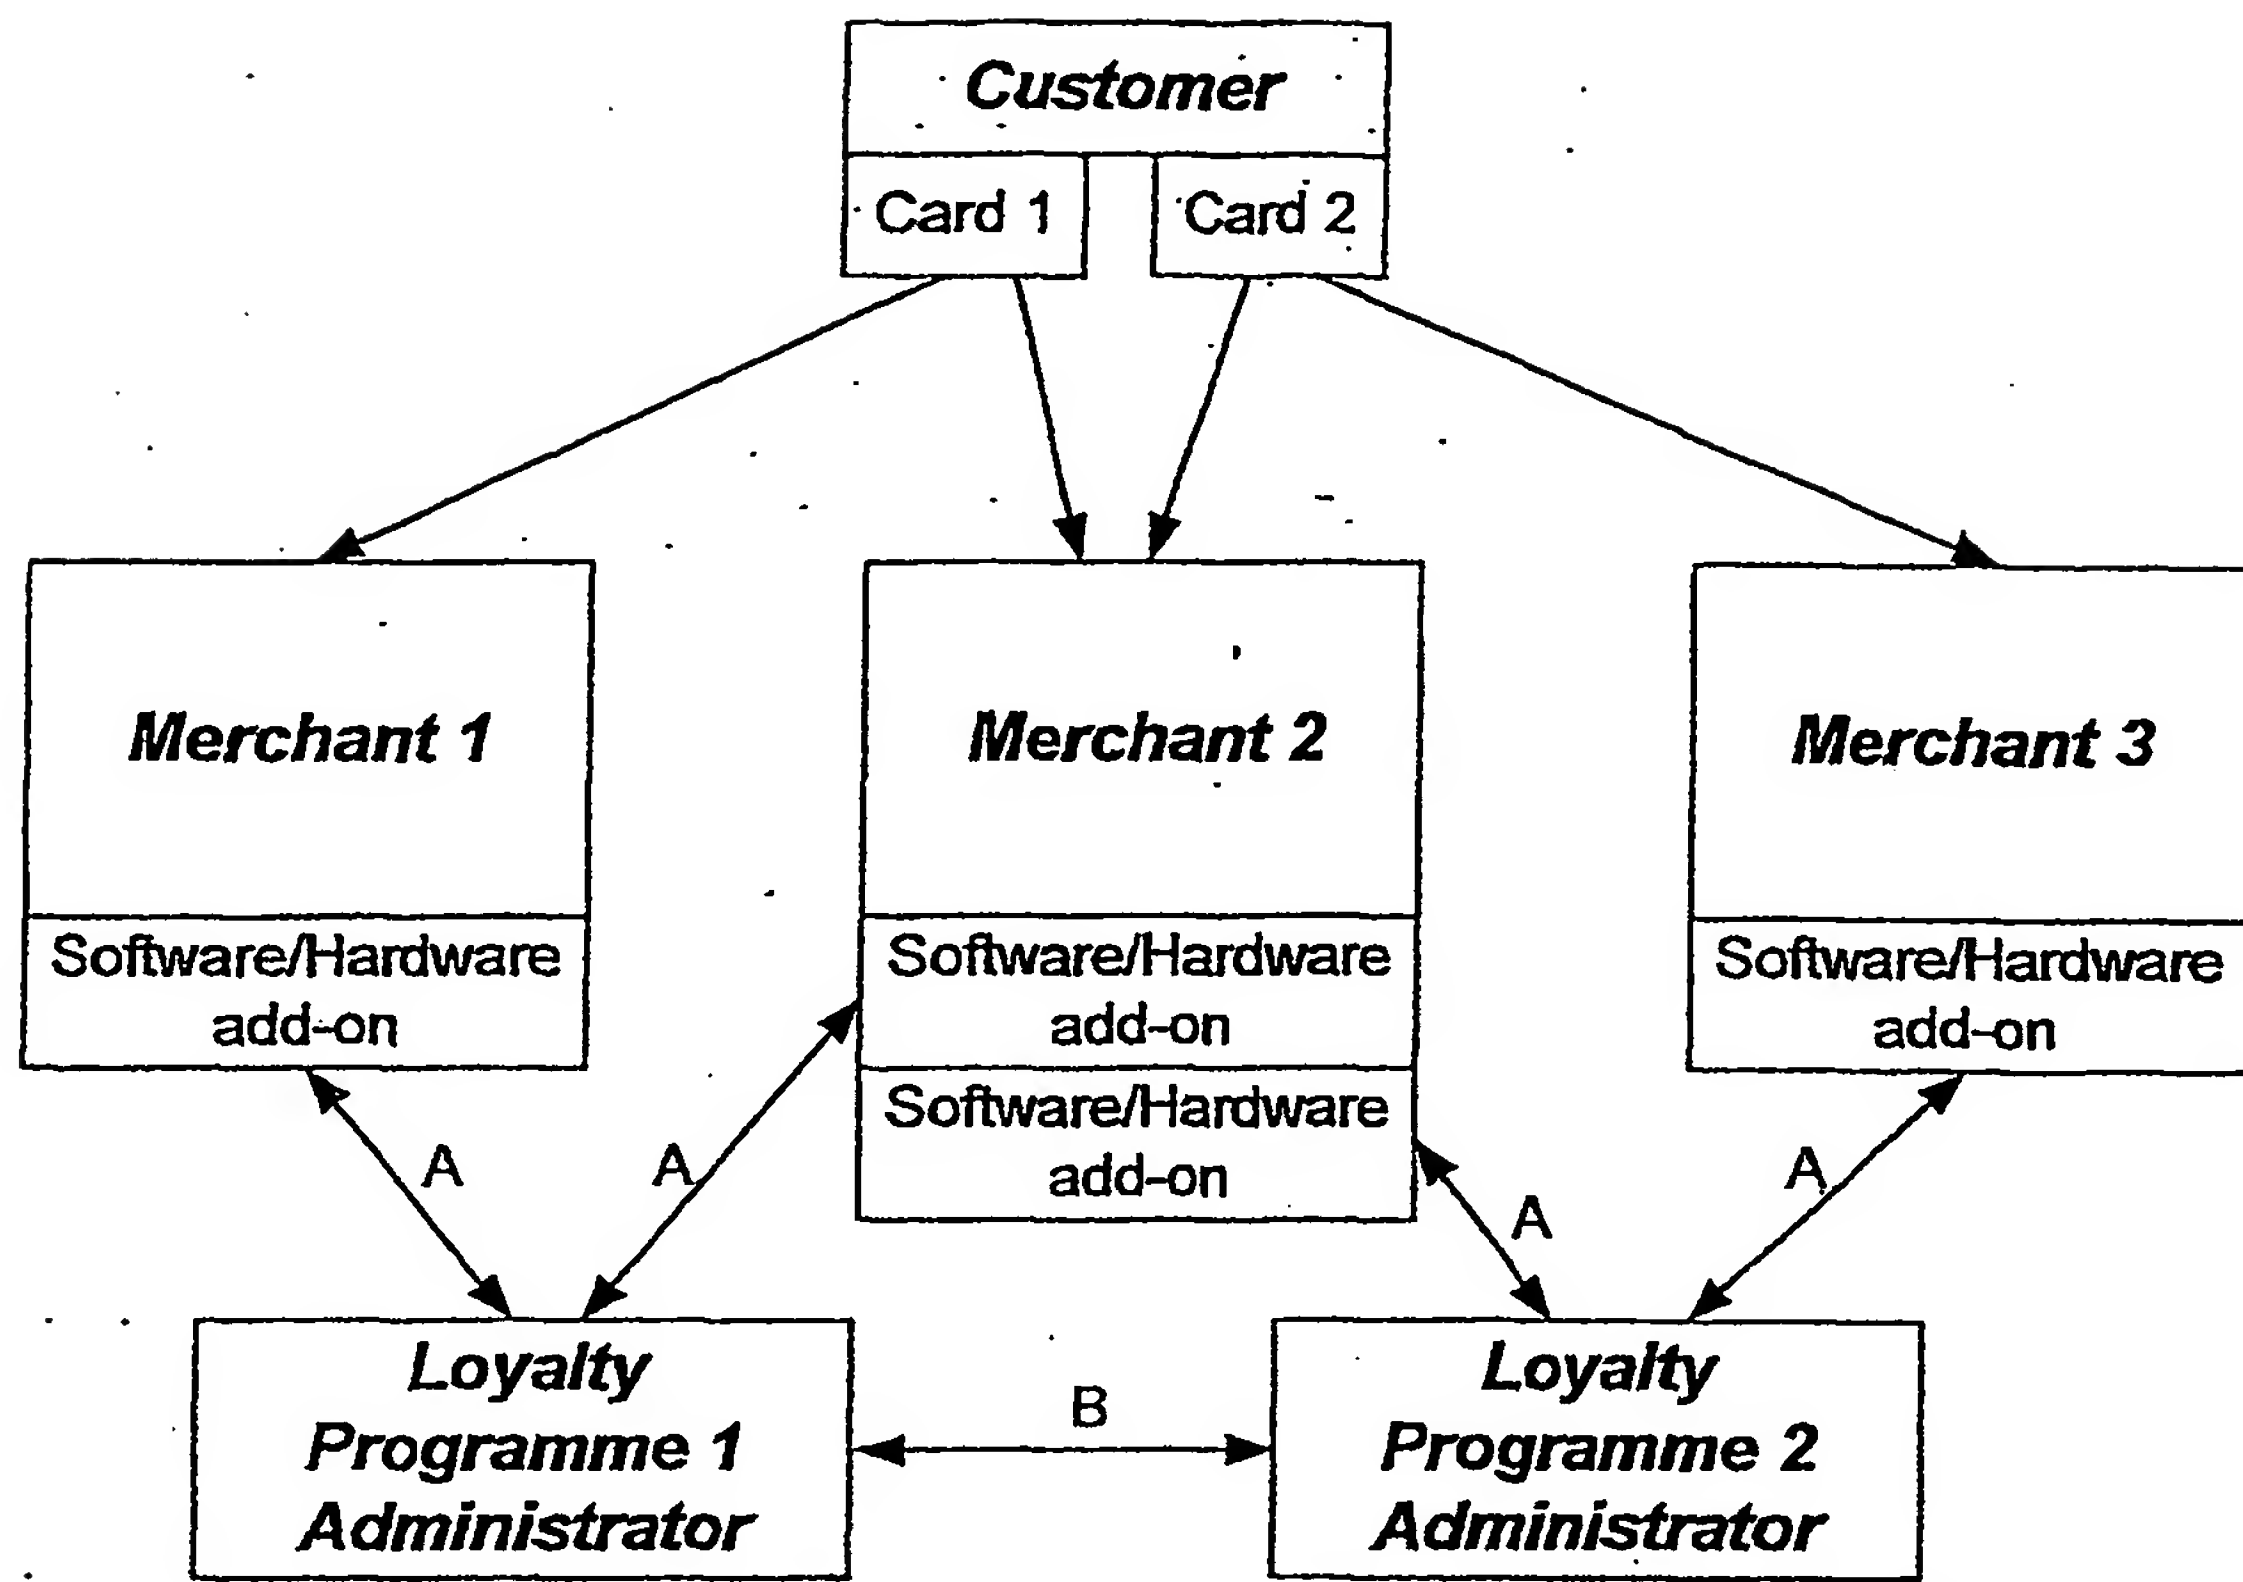 Customer
Card 1
Card 2
Merchant 1
Merchant 2
Merchant 3
Software/Hardware
add-on
Software/Hardware
add-on
Software/Hardware
add-on
Software/Hardware
add-on
A
A
A
A
Loyalty
Programme 1
Administrator
B
Loyalty
Programme 2
Administrator